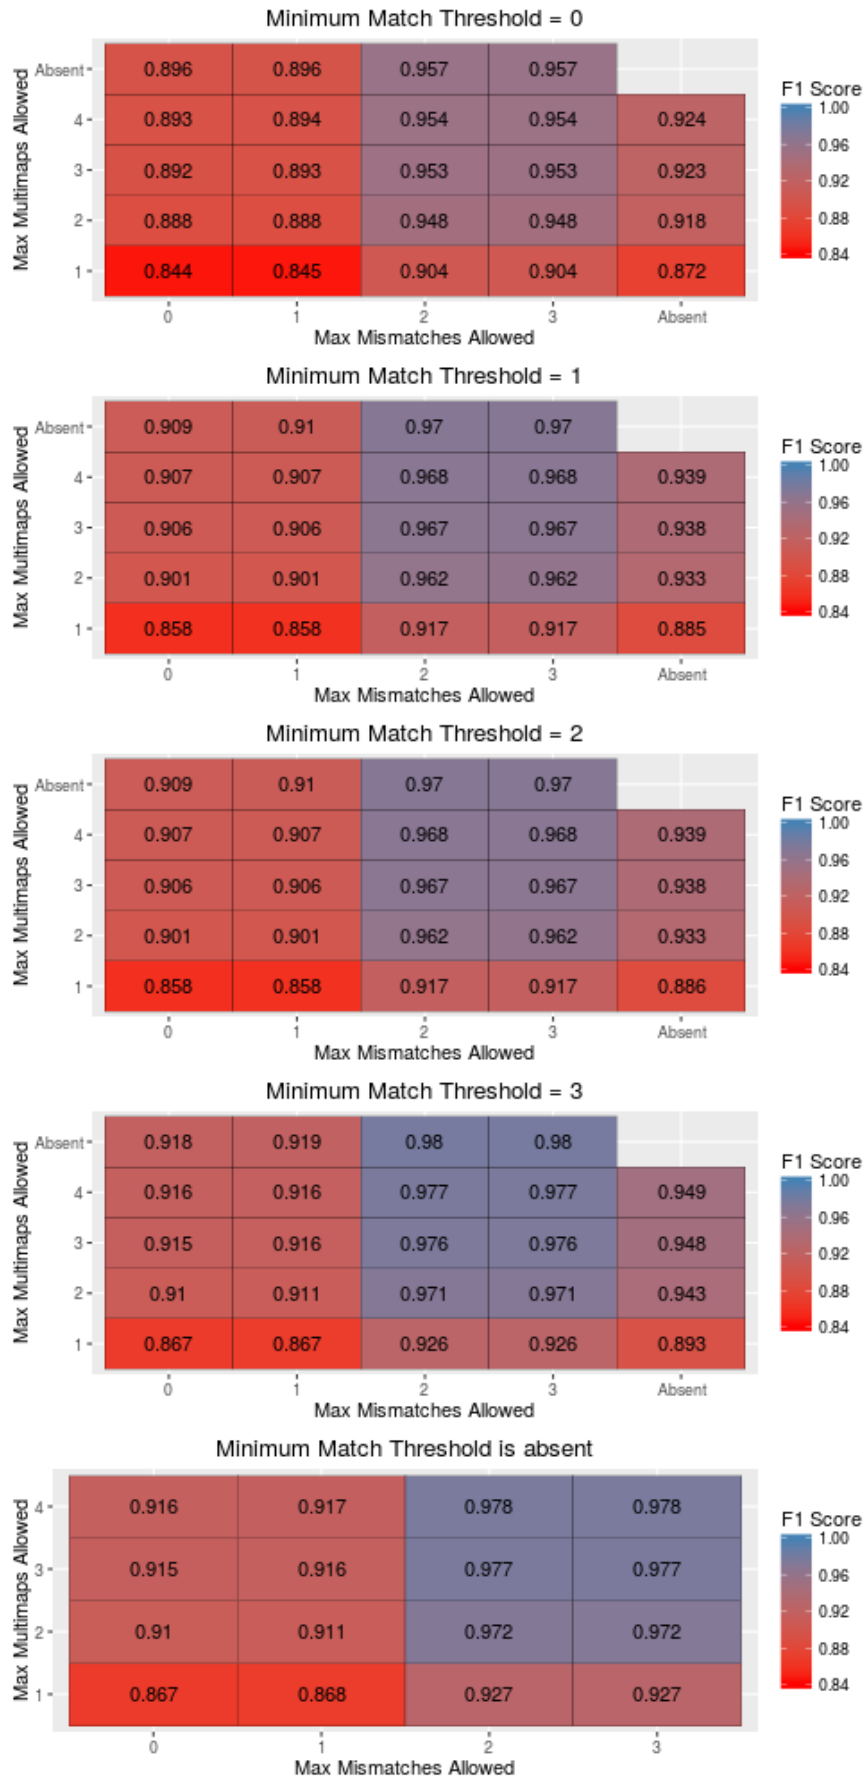 Minimum Match Threshold = 0
Max Multimaps Allowed
Absent 0.896 0.896 0.957 0.957
4 0.893 0.894 0.954 0.954 0.924
3 0.892 0.893 0.953 0.953 0.923
2 0.888 0.888 0.948 0.948 0.918
1 0.844 0.845 0.904 0.904 0.872
0 1 2 3 Absent
Max Mismatches Allowed
F1 Score
1.00
0.96
0.92
0.88
0.84
Minimum Match Threshold = 1
Max Multimaps Allowed
Absent 0.909 0.91 0.97 0.97
4 0.907 0.907 0.968 0.968 0.939
3 0.906 0.906 0.967 0.967 0.938
2 0.901 0.901 0.962 0.962 0.933
1 0.858 0.858 0.917 0.917 0.885
0 1 2 3 Absent
Max Mismatches Allowed
F1 Score
1.00
0.96
0.92
0.88
0.84
Minimum Match Threshold = 2
Max Multimaps Allowed
Absent 0.909 0.91 0.97 0.97
4 0.907 0.907 0.968 0.968 0.939
3 0.906 0.906 0.967 0.967 0.938
2 0.901 0.901 0.962 0.962 0.933
1 0.858 0.858 0.917 0.917 0.886
0 1 2 3 Absent
Max Mismatches Allowed
F1 Score
1.00
0.96
0.92
0.88
0.84
Minimum Match Threshold = 3
Max Multimaps Allowed
Absent 0.918 0.919 0.98 0.98
4 0.916 0.916 0.977 0.977 0.949
3 0.915 0.916 0.976 0.976 0.948
2 0.91 0.911 0.971 0.971 0.943
1 0.867 0.867 0.926 0.926 0.893
0 1 2 3 Absent
Max Mismatches Allowed
F1 Score
1.00
0.96
0.92
0.88
0.84
Minimum Match Threshold is absent
Max Multimaps Allowed
4 0.916 0.917 0.978 0.978
3 0.915 0.916 0.977 0.977
2 0.91 0.911 0.972 0.972
1 0.867 0.868 0.927 0.927
0 1 2 3
Max Mismatches Allowed
F1 Score
1.00
0.96
0.92
0.88
0.84